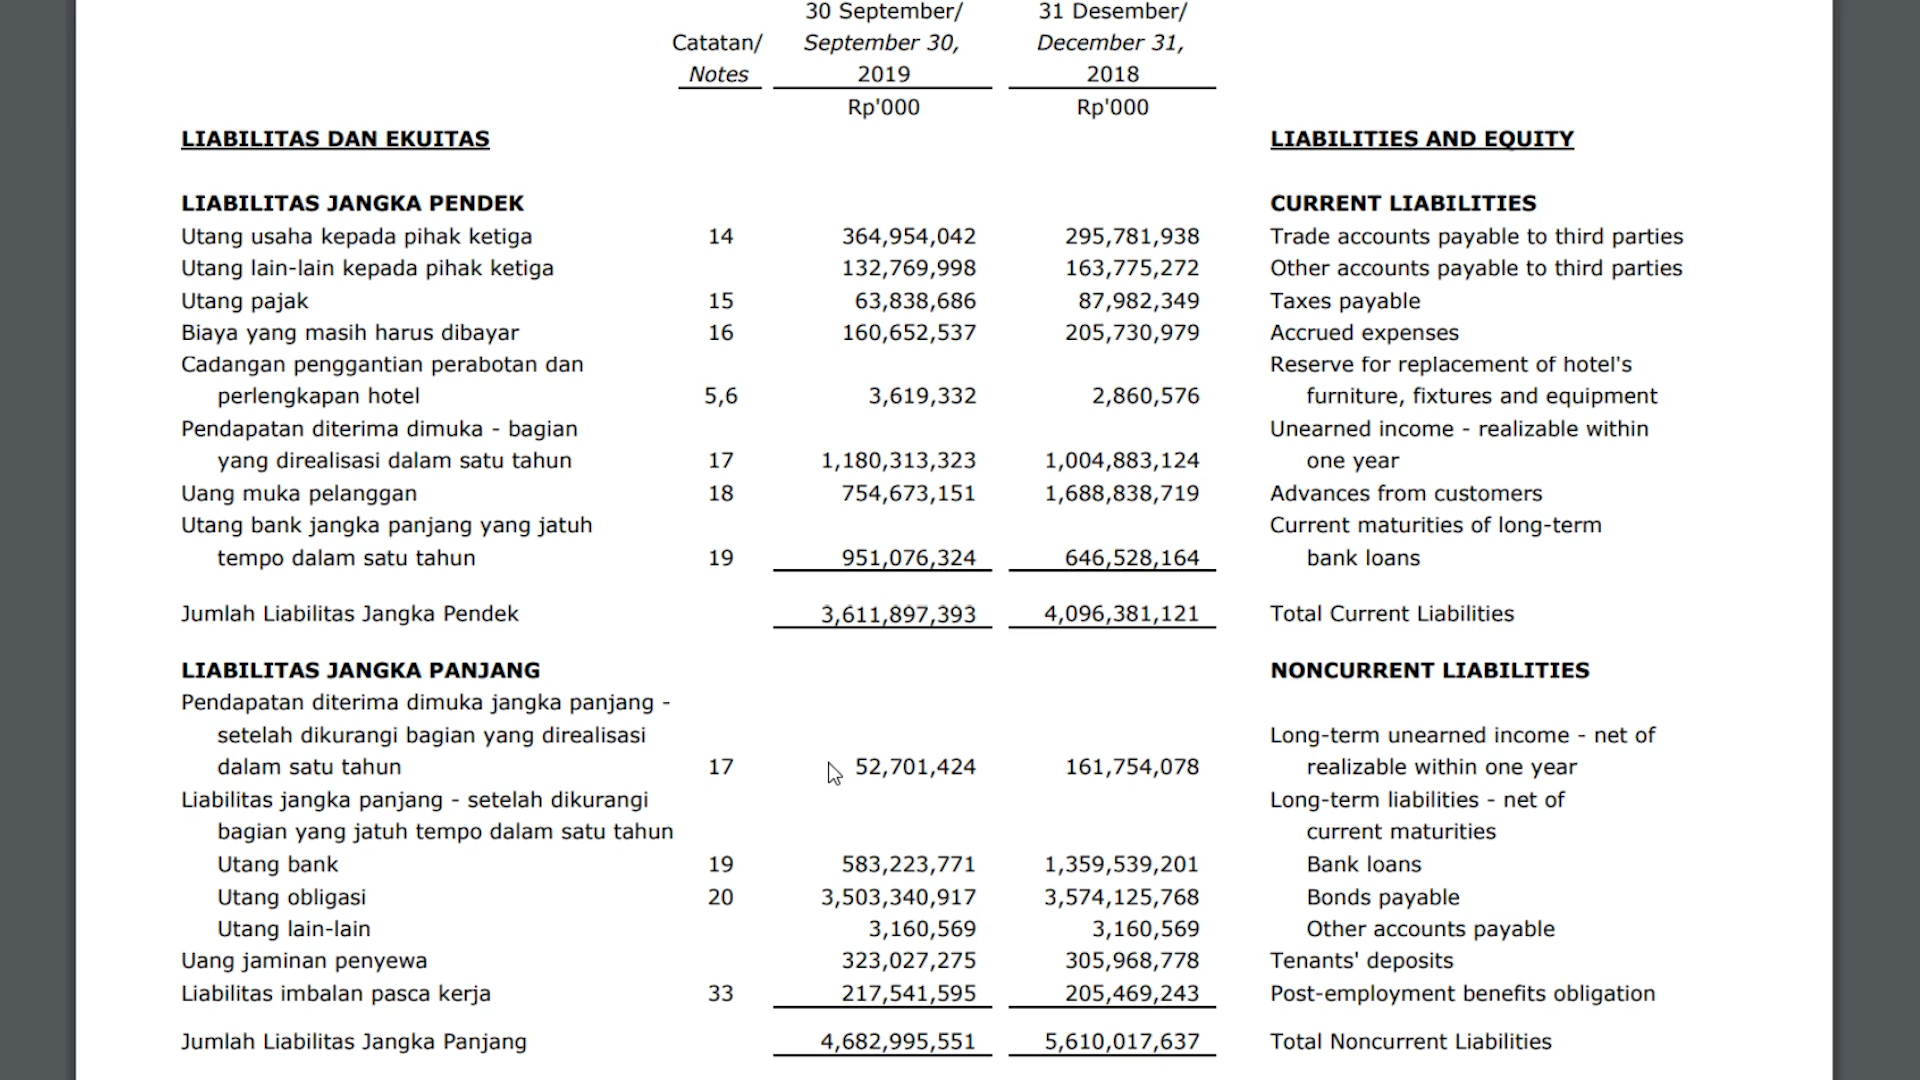 30 September/ 31 Desember/
Catatan/ September 30, December 31,
Notes 2019 2018
Rp'000 Rp'000
LIABILITAS DAN EKUITAS LIABILITIES AND EQUITY
LIABILITAS JANGKA PENDEK CURRENT LIABILITIES
Utang usaha kepada pihak ketiga 14 364,954,042 295,781,938 Trade accounts payable to third parties
Utang lain-lain kepada pihak ketiga 132,769,998 163,775,272 Other accounts payable to third parties
Utang pajak 15 63,838,686 87,982,349 Taxes payable
Biaya yang masih harus dibayar 16 160,652,537 205,730,979 Accrued expenses
Cadangan penggantian perabotan dan Reserve for replacement of hotel's
perlengkapan hotel 5,6 3,619,332 2,860,576 furniture, fixtures and equipment
Pendapatan diterima dimuka - bagian Unearned income - realizable within
yang direalisasi dalam satu tahun 17 1,180,313,323 1,004,883,124 one year
Uang muka pelanggan 18 754,673,151 1,688,838,719 Advances from customers
Utang bank jangka panjang yang jatuh Current maturities of long-term
tempo dalam satu tahun 19 951,076,324 646,528,164 bank loans
Jumlah Liabilitas Jangka Pendek 3,611,897,393 4,096,381,121 Total Current Liabilities
LIABILITAS JANGKA PANJANG NONCURRENT LIABILITIES
Pendapatan diterima dimuka jangka panjang -
setelah dikurangi bagian yang direalisasi Long-term unearned income - net of
dalam satu tahun 17 52,701,424 161,754,078 realizable within one year
Liabilitas jangka panjang - setelah dikurangi Long-term liabilities - net of
bagian yang jatuh tempo dalam satu tahun current maturities
Utang bank 19 583,223,771 1,359,539,201 Bank loans
Utang obligasi 20 3,503,340,917 3,574,125,768 Bonds payable
Utang lain-lain 3,160,569 3,160,569 Other accounts payable
Uang jaminan penyewa 323,027,275 305,968,778 Tenants' deposits
Liabilitas imbalan pasca kerja 33 217,541,595 205,469,243 Post-employment benefits obligation
Jumlah Liabilitas Jangka Panjang 4,682,995,551 5,610,017,637 Total Noncurrent Liabilities